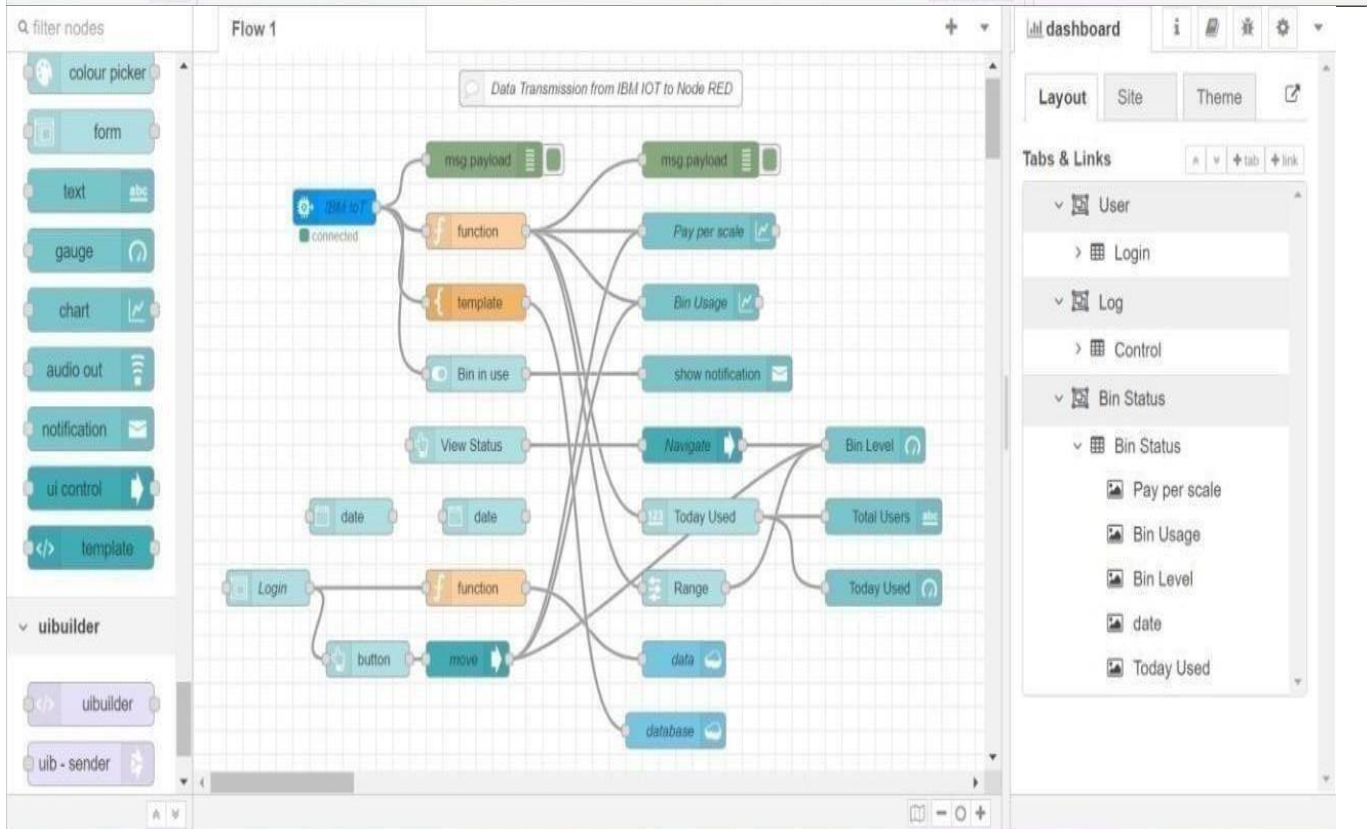 filter nodes
colour picker
form
text
abc
gauge
chart
audio out
notification
ui control
</> template
uibuilder
</> uibuilder
uib - sender
Flow 1
Data Transmission from IBM IOT to Node RED
msg.payload
msg.payload
IBM IoT
connected
f function
Pay per scale
{ template
Bin Usage
Bin in use
show notification
View Status
Navigate
Bin Level
date
date
123 Today Used
Total Users abc
Login
f function
Range
Today Used
button
move
data
database
dashboard
i
Layout
Site
Theme
Tabs & Links
+ tab
+ link
User
Login
Log
Control
Bin Status
Bin Status
Pay per scale
Bin Usage
Bin Level
date
Today Used